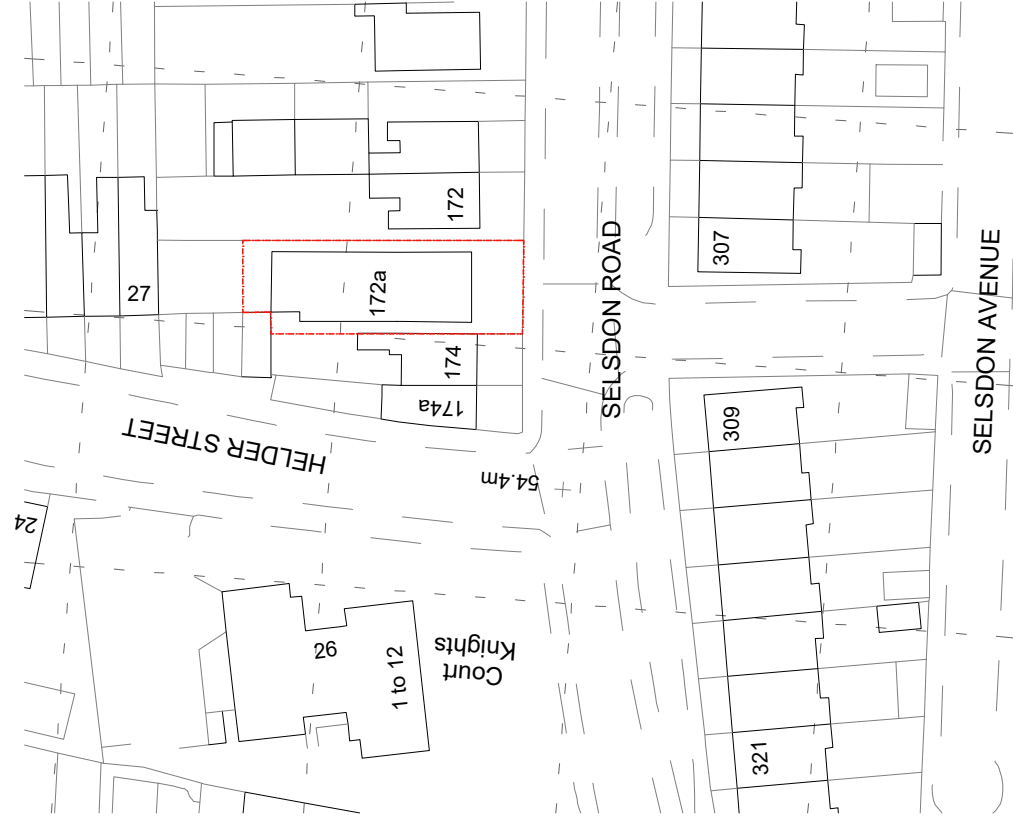 172
307
172a
27
SELSDON ROAD
SELSDON AVENUE
174
174a
309
HELDER STREET
54.4m
24
26
1 to 12
Knights
Court
321